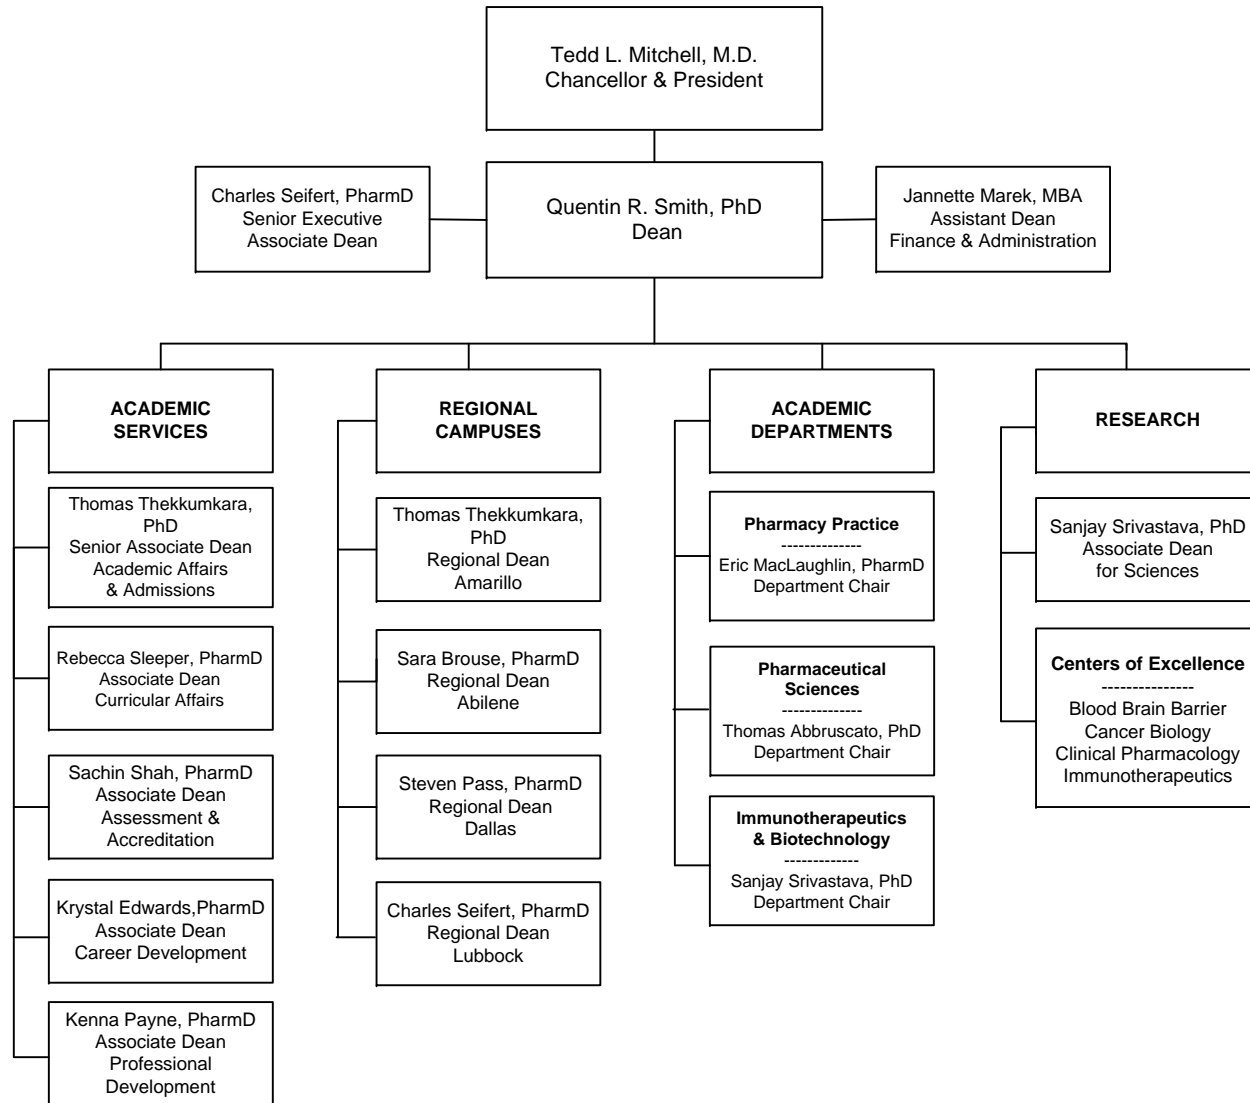 Tedd L. Mitchell, M.D.
Chancellor & President
Charles Seifert, PharmD
Senior Executive
Associate Dean
Quentin R. Smith, PhD
Dean
Jannette Marek, MBA
Assistant Dean
Finance & Administration
ACADEMIC
SERVICES
Thomas Thekkumkara,
PhD
Senior Associate Dean
Academic Affairs
& Admissions
Rebecca Sleeper, PharmD
Associate Dean
Curricular Affairs
Sachin Shah, PharmD
Associate Dean
Assessment &
Accreditation
Krystal Edwards,PharmD
Associate Dean
Career Development
Kenna Payne, PharmD
Associate Dean
Professional
Development
REGIONAL
CAMPUSES
Thomas Thekkumkara,
PhD
Regional Dean
Amarillo
Sara Brouse, PharmD
Regional Dean
Abilene
Steven Pass, PharmD
Regional Dean
Dallas
Charles Seifert, PharmD
Regional Dean
Lubbock
ACADEMIC
DEPARTMENTS
Pharmacy Practice
--------------
Eric MacLaughlin, PharmD
Department Chair
Pharmaceutical
Sciences
--------------
Thomas Abbruscato, PhD
Department Chair
Immunotherapeutics
& Biotechnology
-------------
Sanjay Srivastava, PhD
Department Chair
RESEARCH
Sanjay Srivastava, PhD
Associate Dean
for Sciences
Centers of Excellence
---------------
Blood Brain Barrier
Cancer Biology
Clinical Pharmacology
Immunotherapeutics